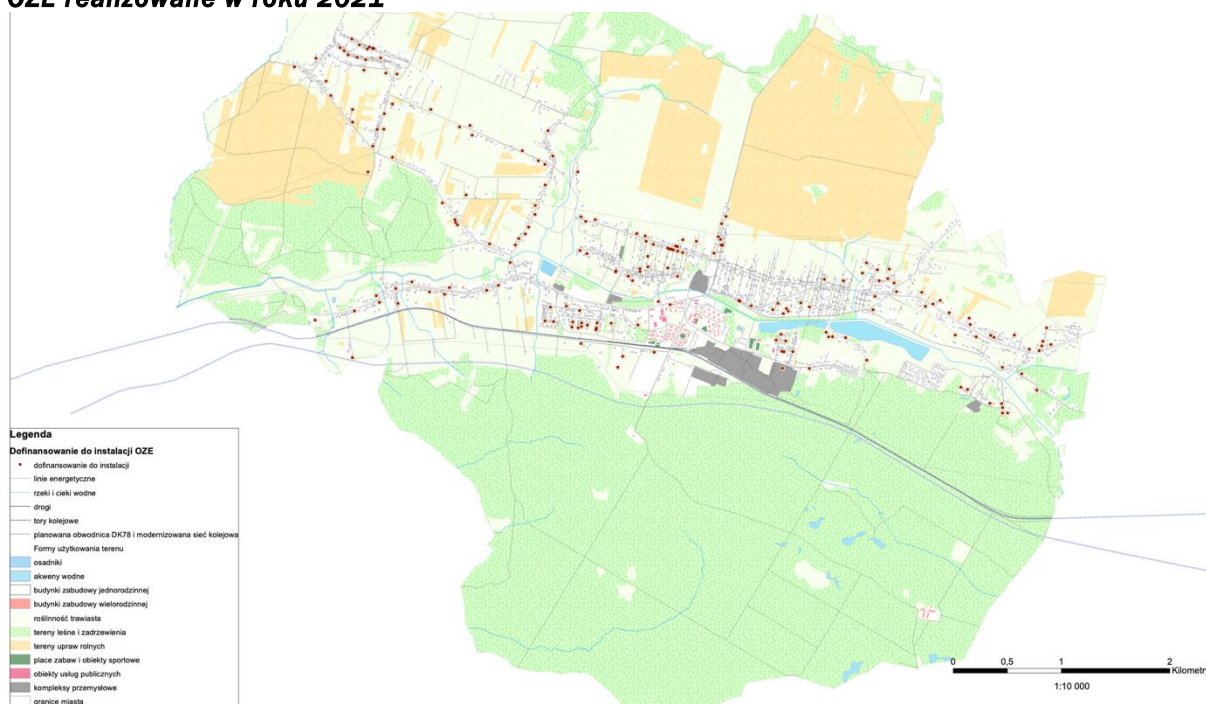 OZE realizowane w roku 2021
Legenda
Dofinansowanie do instalacji OZE
dofinansowanie do instalacji
linie energetyczne
rzeki i cieki wodne
drogi
tory kolejowe
planowana obwodnica DK78 i modernizowana sieć kolejowa
Formy użytkowania terenu
osadniki
akweny wodne
budynki zabudowy jednorodzinnej
budynki zabudowy wielorodzinnej
roślinność trawiasta
tereny leśne i zadrzewienia
tereny upraw rolnych
place zabaw i obiekty sportowe
obiekty usług publicznych
kompleksy przemysłowe
granice miasta
0 0,5 1 2
Kilometry
1:10 000